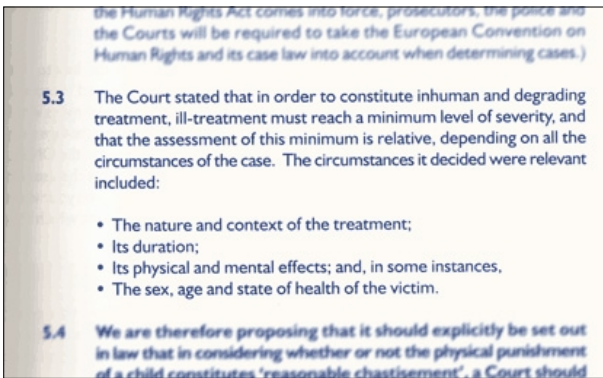 the Human Rights Act comes into force, prosecutors, the police and
the Courts will be required to take the European Convention on
Human Rights and its case law into account when determining cases.)
5.3 The Court stated that in order to constitute inhuman and degrading
treatment, ill-treatment must reach a minimum level of severity, and
that the assessment of this minimum is relative, depending on all the
circumstances of the case. The circumstances it decided were relevant
included:
• The nature and context of the treatment;
• Its duration;
• Its physical and mental effects; and, in some instances,
• The sex, age and state of health of the victim.
5.4 We are therefore proposing that it should explicitly be set out
in law that in considering whether or not the physical punishment
of a child constitutes 'reasonable chastisement', a Court should